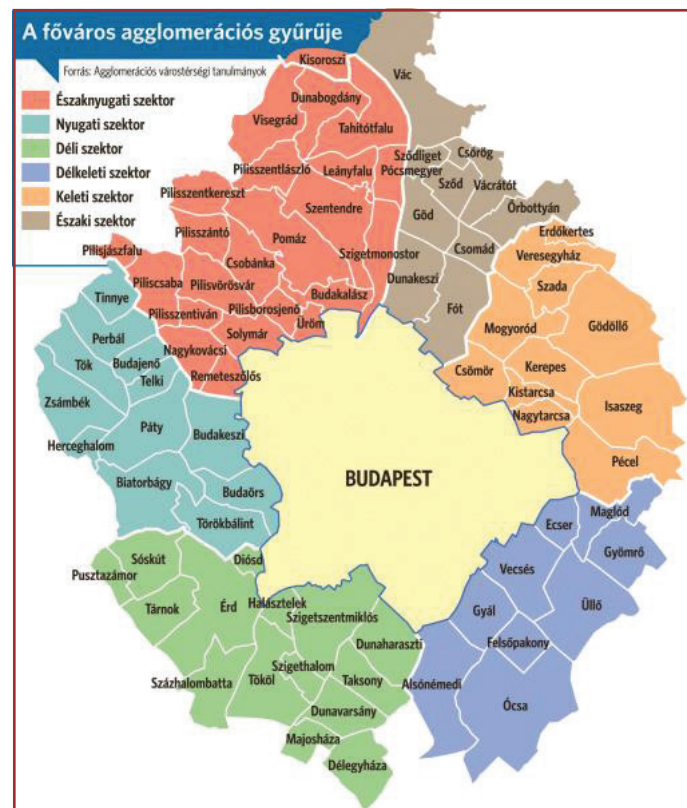 A főváros agglomerációs gyűrűje
Forrás: Agglomerációs várostérségi tanulmányok
Északnyugati szektor
Nyugati szektor
Déli szektor
Délkeleti szektor
Keleti szektor
Északi szektor
Kisoroszi
Vác
Dunabogdány
Visegrád
Tahitótfalu
Sződliget
Csörög
Pilisszentlászló
Leányfalu
Pócsmegyer
Sződ
Vácrátót
Pilisszentkereszt
Szentendre
Göd
Őrbottyán
Pilisszántó
Pomáz
Csomád
Erdőkertes
Pilisjászfalu
Csobánka
Szigetmonostor
Veresegyház
Piliscsaba
Pilisvörösvár
Dunakeszi
Szada
Tinnye
Pilisborosjenő
Budakalász
Pilisszentiván
Fót
Üröm
Mogyoród
Gödöllő
Perbál
Solymár
Nagykovácsi
Tök
Budajenő
Csömör
Kerepes
Telki
Remeteszőlős
Kistarcsa
Zsámbék
Isaszeg
Nagytarcsa
Páty
Budakeszi
Herceghalom
Pécel
Biatorbágy
BUDAPEST
Budaörs
Maglód
Törökbálint
Ecser
Gyömrő
Sóskút
Diósd
Pusztazámor
Vecsés
Tárnok
Érd
Halásztelek
Szigetszentmiklós
Gyál
Üllő
Dunaharaszti
Felsőpakony
Szigethalom
Százhalombatta
Tököl
Taksony
Alsónémedi
Dunavarsány
Ócsa
Majosháza
Délegyháza